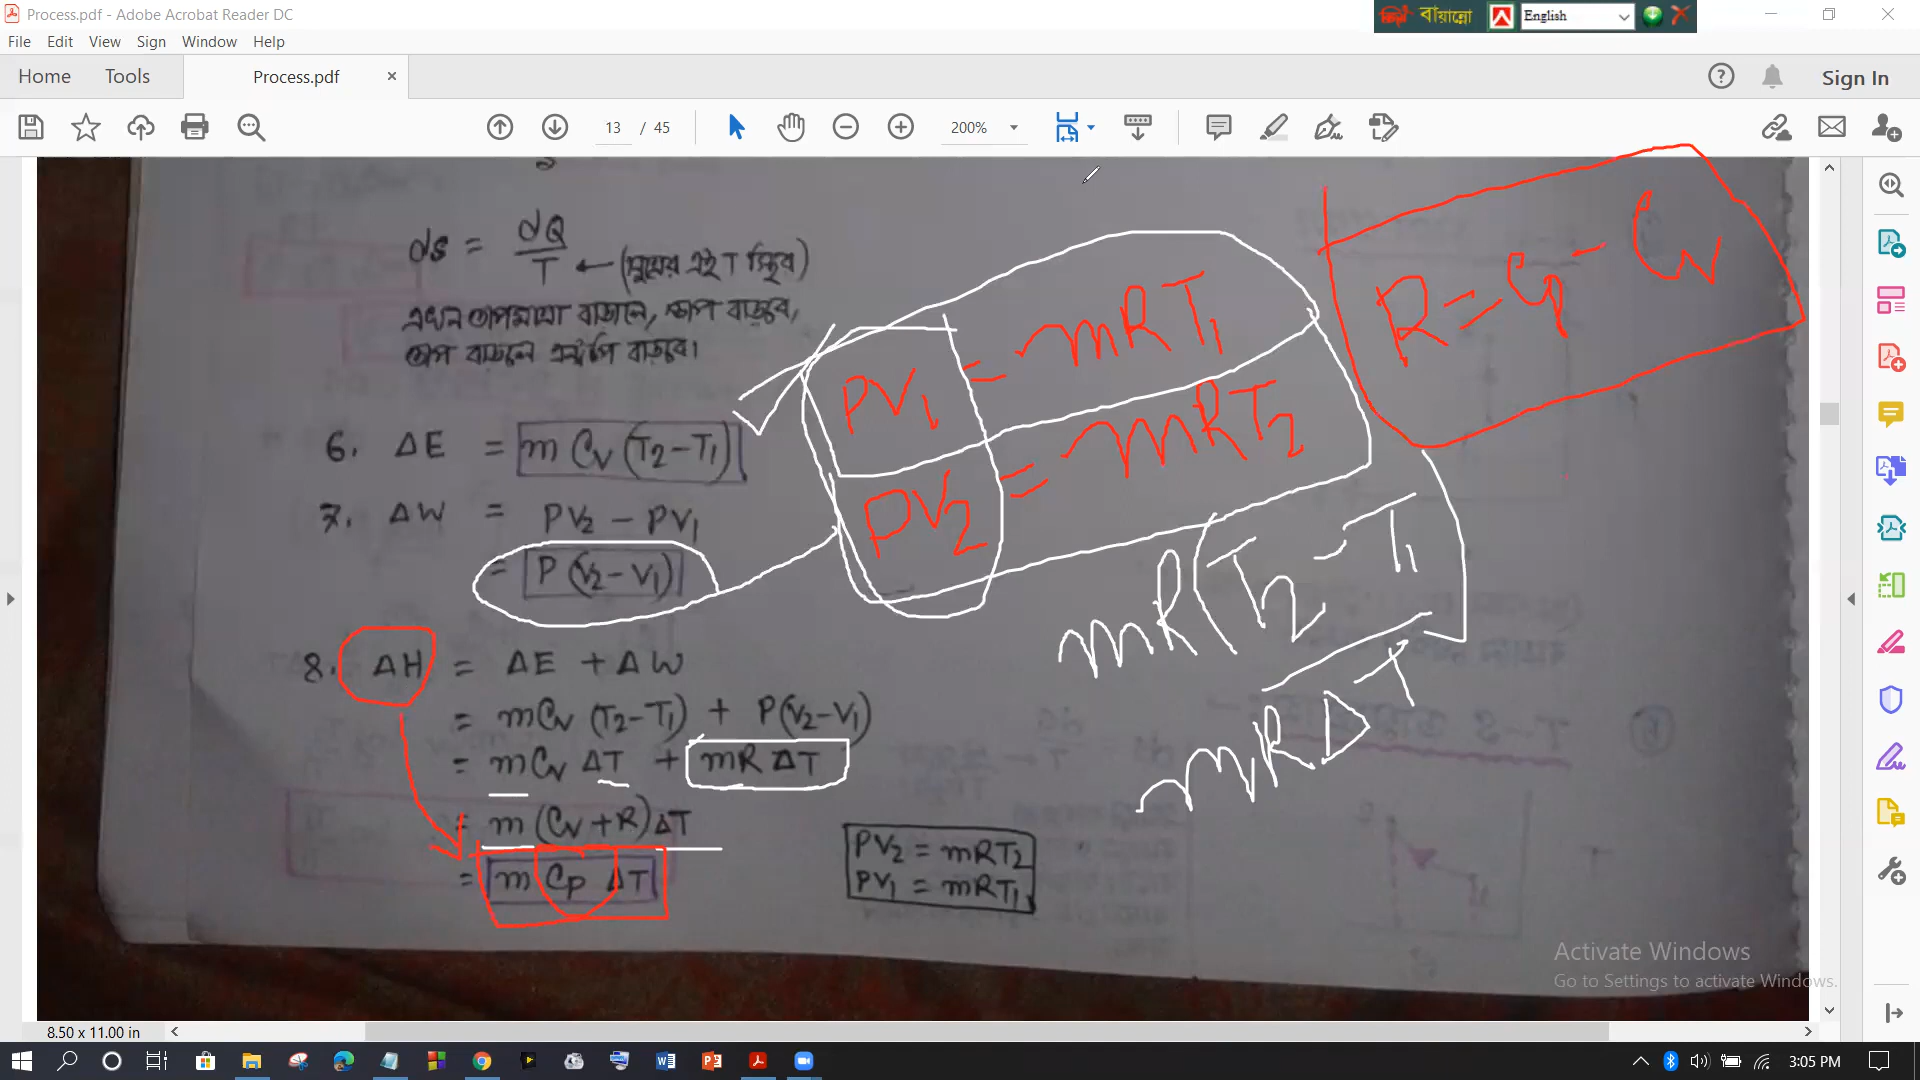 Process.pdf - Adobe Acrobat Reader DC
বায়ান্নো
English
File Edit View Sign Window Help
Home Tools
Process.pdf ×
Sign In
13 / 45
200%
dS = dQ/T ← (সুমের এই T স্থির)
এখন তাপমাত্রা বাড়ালে, তাপ বাড়বে,
তাপ বাড়লে এন্ট্রপি বাড়বে।
6. ΔE = m Cv (T2-T1)
7. ΔW = PV2 - PV1
= P (V2-V1)
8. ΔH = ΔE + ΔW
= mCv (T2-T1) + P(V2-V1)
= mCv ΔT + mR ΔT
= m (Cv+R) ΔT
= m Cp ΔT
PV2 = mRT2
PV1 = mRT1
PV1 = mRT1
PV2 = mRT2
R = Cp - Cv
mR(T2 - T1
mRΔT
T-S
Activate Windows
Go to Settings to activate Windows.
8.50 x 11.00 in
3:05 PM